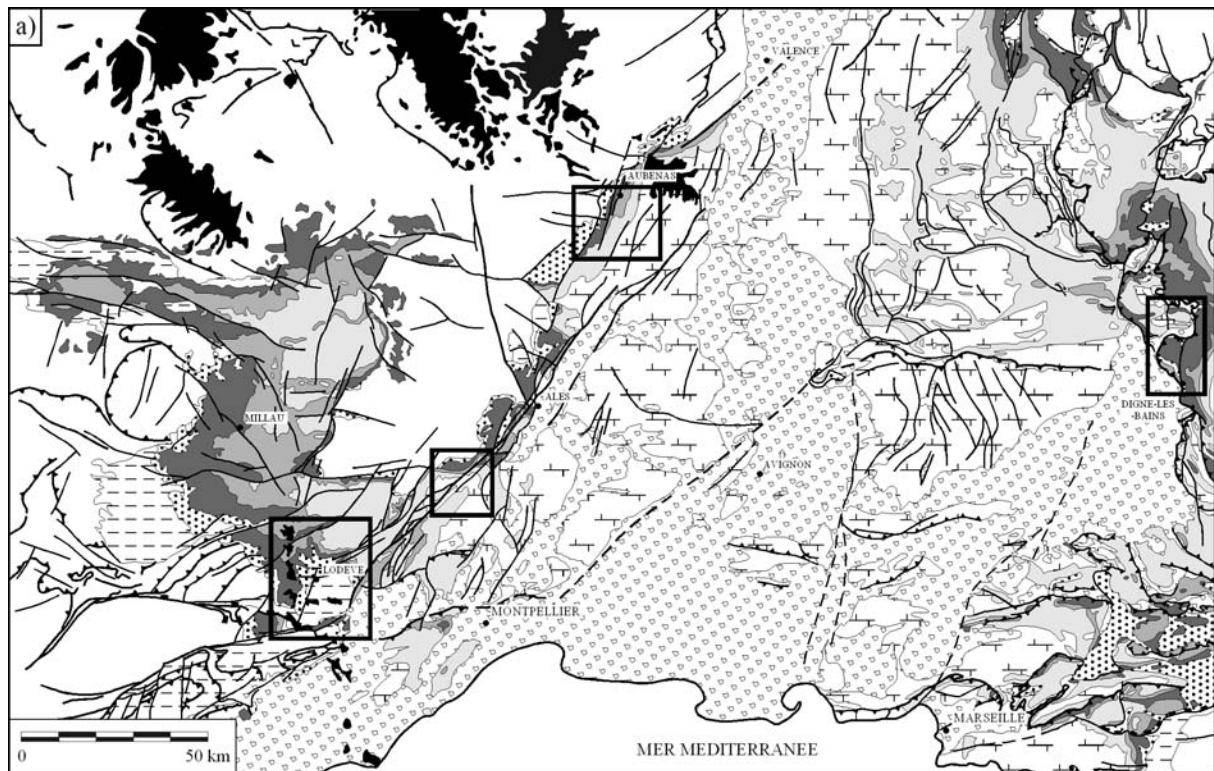 a)
VALENCE
AUBENAS
MILLAU
ALES
DIGNE-LES
BAINS
AVIGNON
LODEVE
MONTPELLIER
MARSEILLE
MER MEDITERRANEE
0 50 km